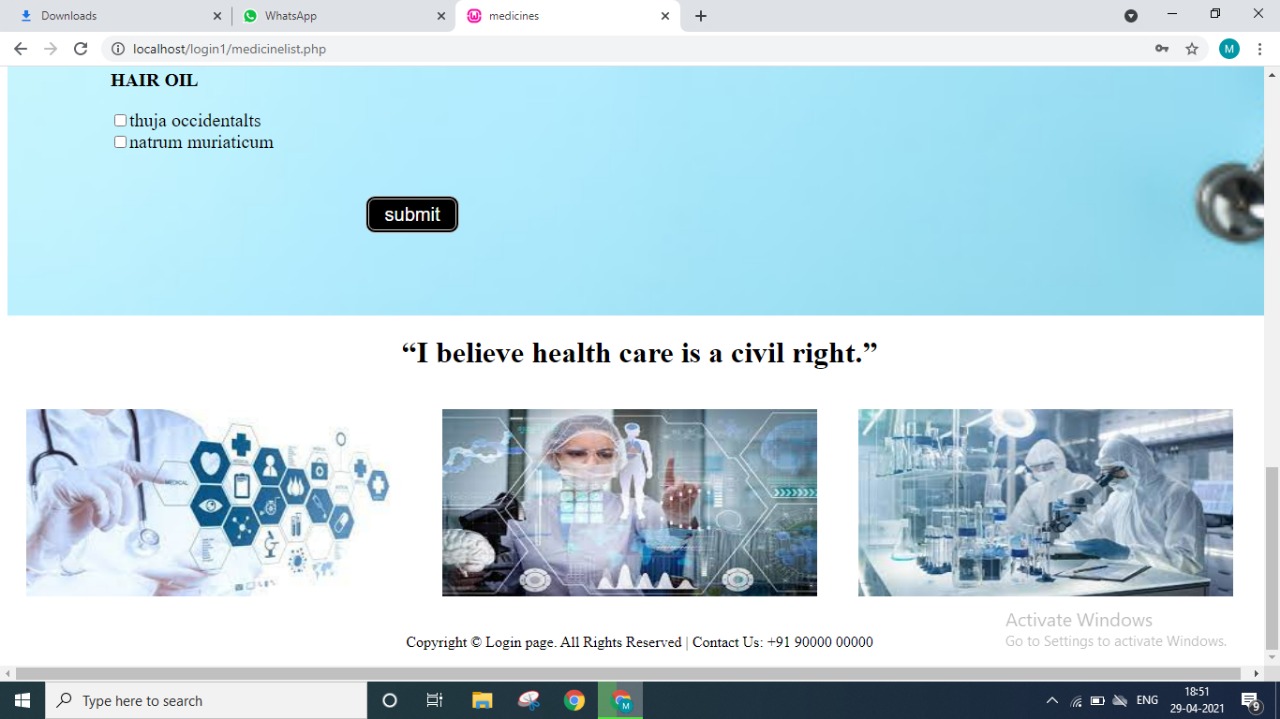 Downloads
WhatsApp
medicines
localhost/login1/medicinelist.php
M
HAIR OIL
thuja occidentalts
natrum muriaticum
submit
“I believe health care is a civil right.”
MEDICAL
Copyright © Login page. All Rights Reserved | Contact Us: +91 90000 00000
Activate Windows
Go to Settings to activate Windows.
Type here to search
M
ENG
18:51
29-04-2021
9